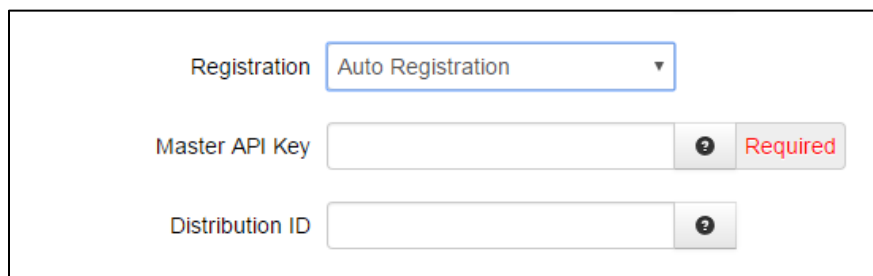 Registration Auto Registration
Master API Key Required
Distribution ID